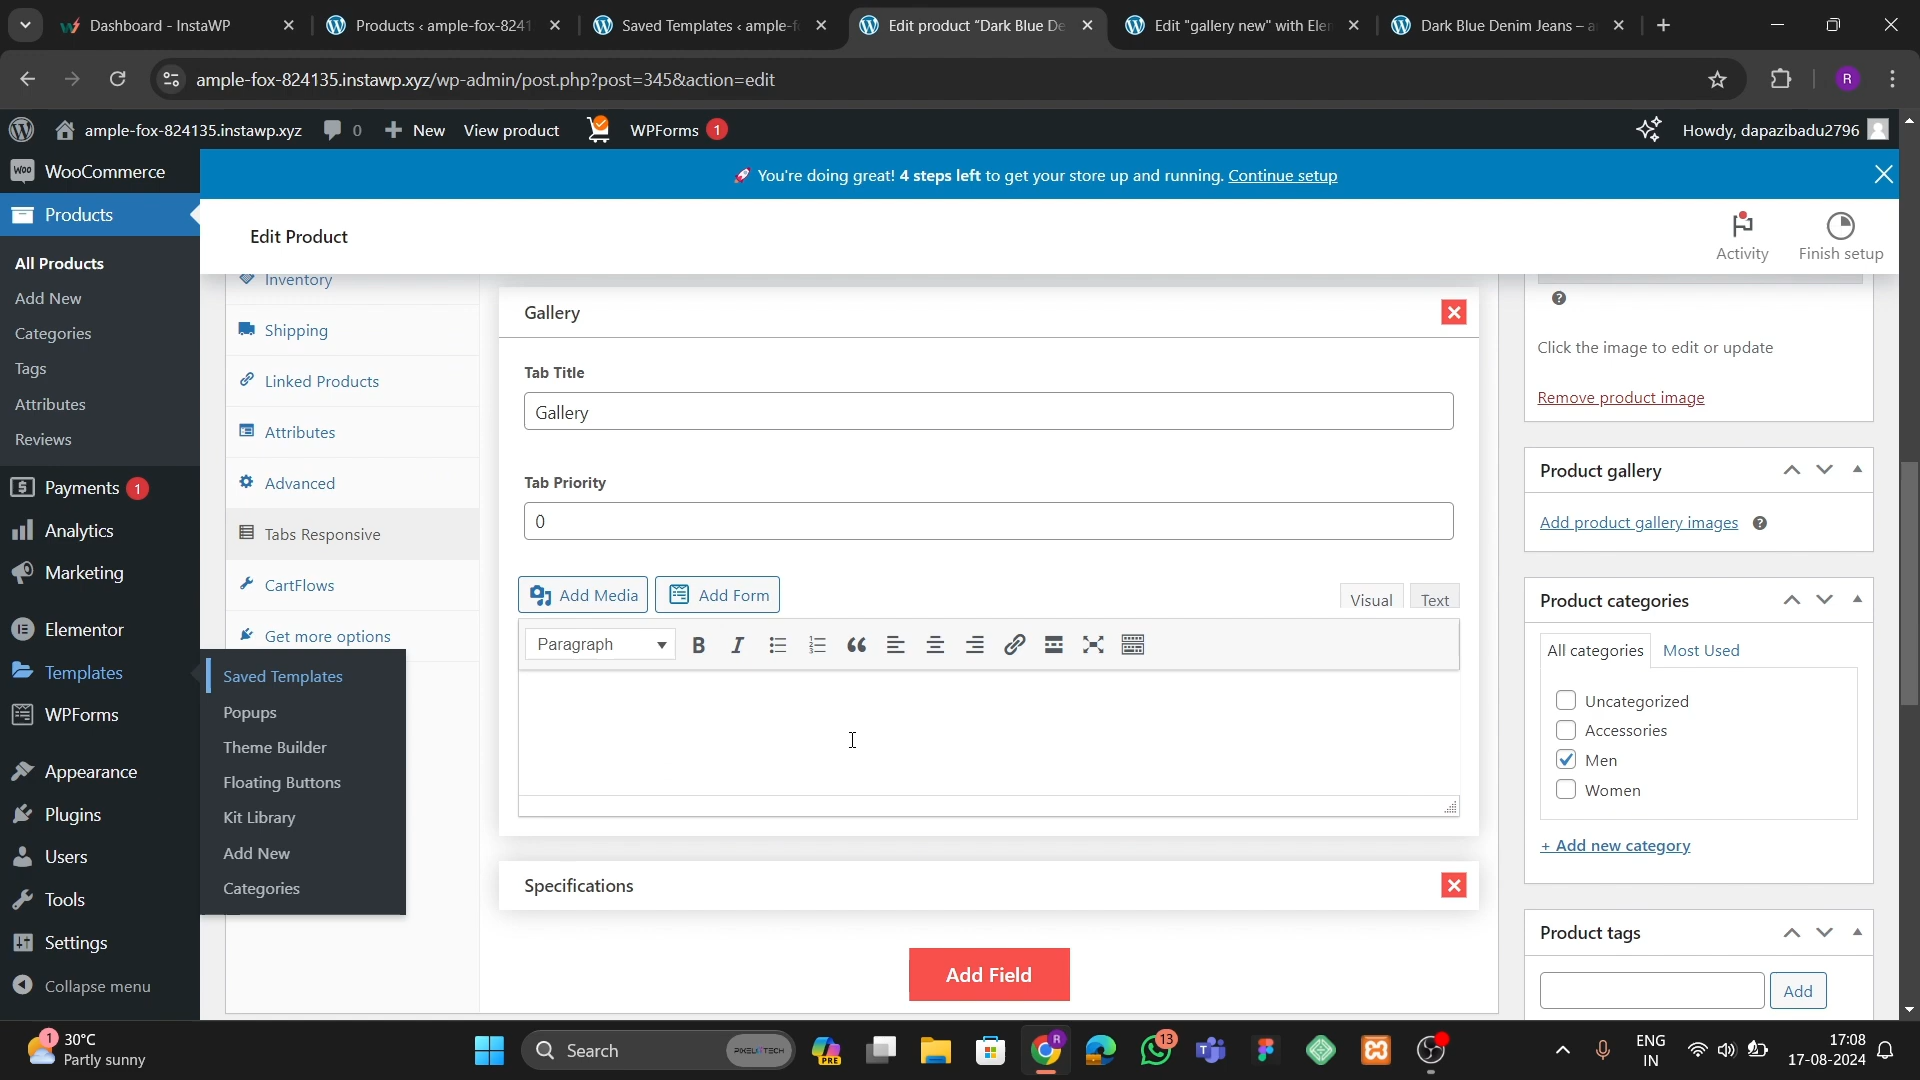 Dashboard - InstaWP
Products ‹ ample-fox-8241
Saved Templates ‹ ample-f
Edit product “Dark Blue De
Edit "gallery new" with Ele
Dark Blue Denim Jeans – a
ample-fox-824135.instawp.xyz/wp-admin/post.php?post=345&action=edit
R
ample-fox-824135.instawp.xyz
0
New
View product
WPForms 1
Howdy, dapazibadu2796
WooCommerce
Products
All Products
Add New
Categories
Tags
Attributes
Reviews
Payments 1
Analytics
Marketing
Elementor
Templates
WPForms
Appearance
Plugins
Users
Tools
Settings
Collapse menu
Saved Templates
Popups
Theme Builder
Floating Buttons
Kit Library
Add New
Categories
You're doing great! 4 steps left to get your store up and running. Continue setup
Edit Product
Activity
Finish setup
Inventory
Shipping
Linked Products
Attributes
Advanced
Tabs Responsive
CartFlows
Get more options
Gallery
Tab Title
Gallery
Tab Priority
0
Add Media
Add Form
Visual
Text
Paragraph
Specifications
Add Field
Click the image to edit or update
Remove product image
Product gallery
Add product gallery images
Product categories
All categories
Most Used
Uncategorized
Accessories
Men
Women
+ Add new category
Product tags
Add
30°C
Partly sunny
Search
PIXELIITECH
PRE
13
ENG
IN
17:08
17-08-2024